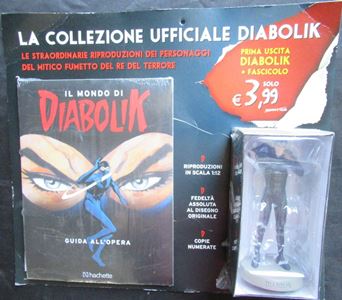 LA COLLEZIONE UFFICIALE DIABOLIK
LE STRAORDINARIE RIPRODUZIONI DEI PERSONAGGI
DEL MITICO FUMETTO DEL RE DEL TERRORE
PRIMA USCITA
DIABOLIK
+ FASCICOLO
SOLO
€ 3,99
IL MONDO DI
DIABOLIK
GUIDA ALL'OPERA
hachette
RIPRODUZIONI
IN SCALA 1:12
FEDELTÀ
ASSOLUTA
AL DISEGNO
ORIGINALE
COPIE
NUMERATE